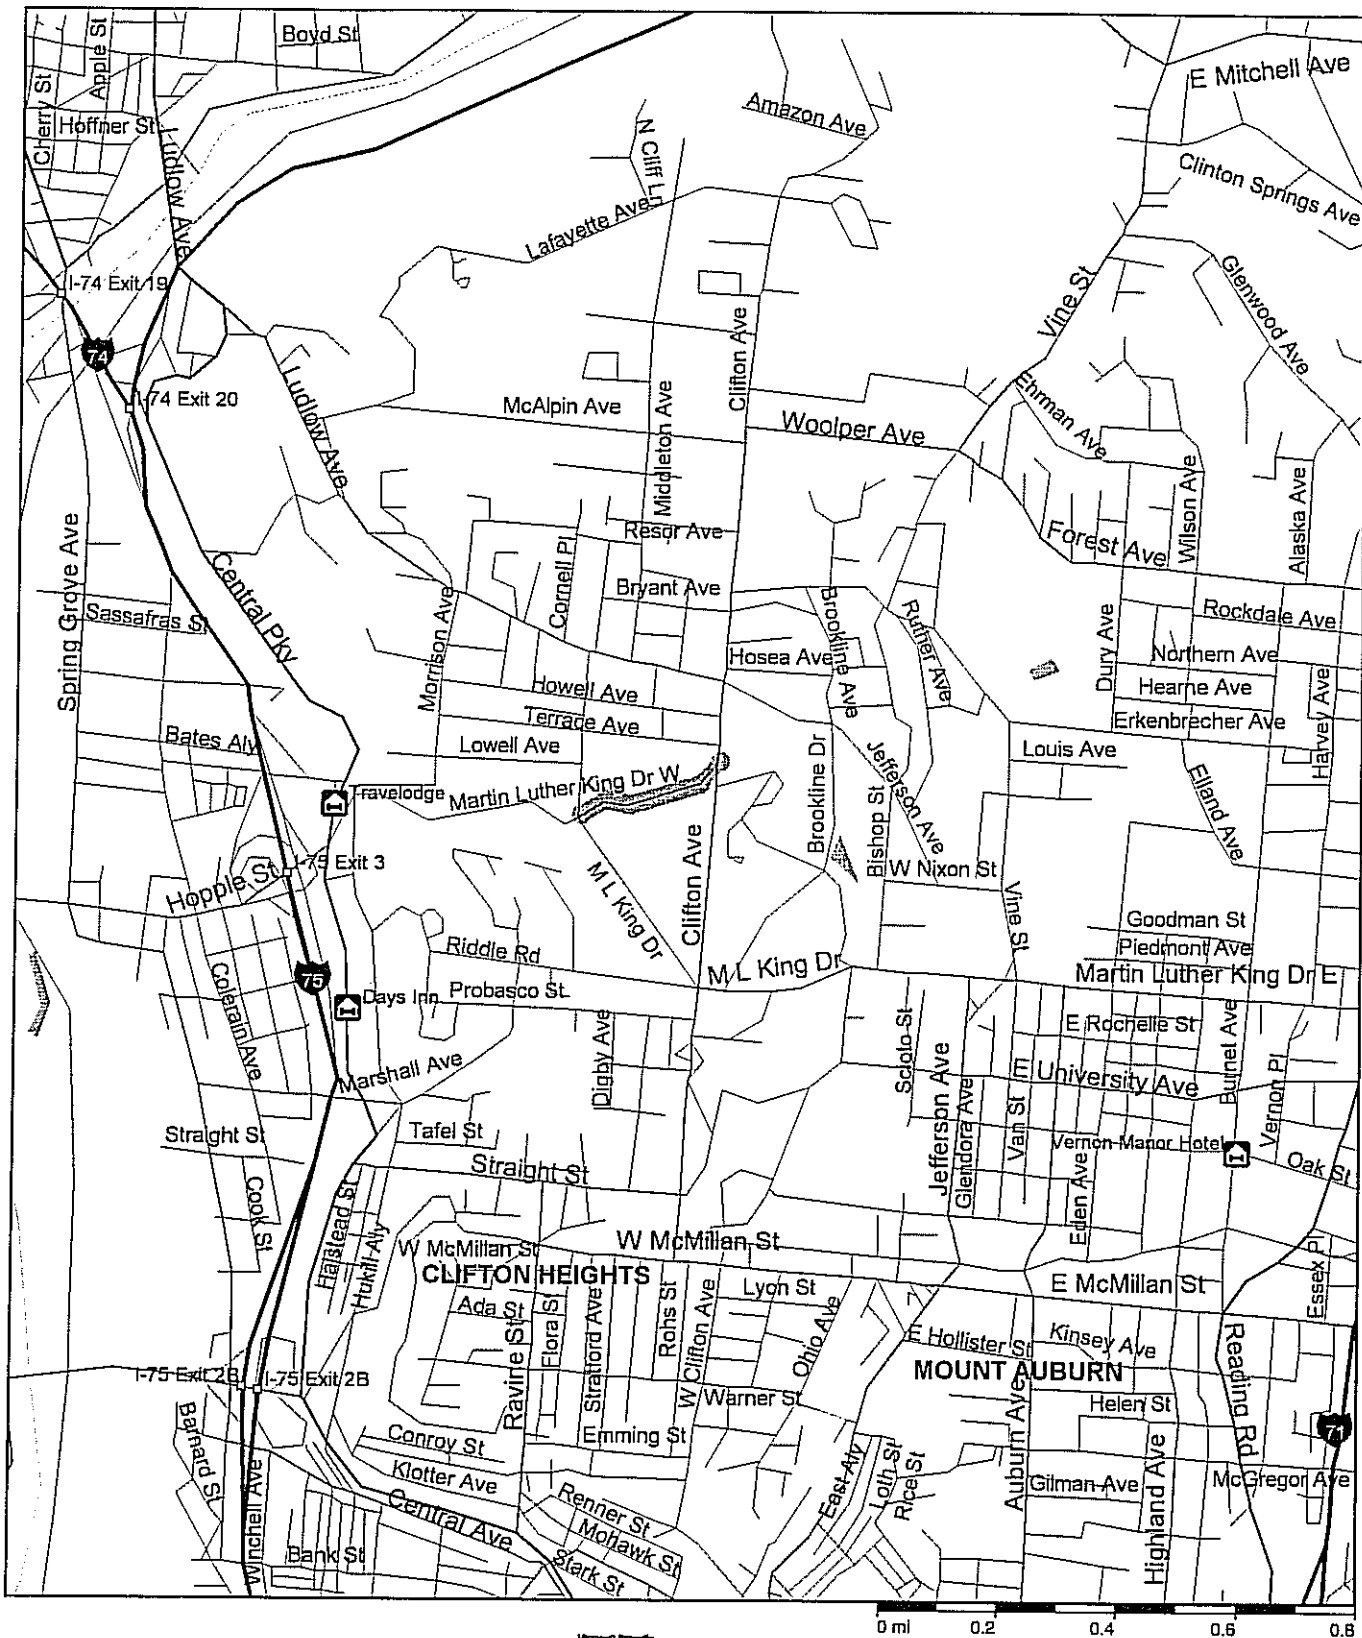 Boyd St
Apple St
Cherry St
Hoffner St
Ludlow Ave
E Mitchell Ave
Amazon Ave
N Cliff Ln
Clinton Springs Ave
Lafayette Ave
I-74 Exit 19
Glenwood Ave
Vine St
74
I-74 Exit 20
Ludlow Ave
McAlpin Ave
Middleton Ave
Clifton Ave
Woolper Ave
Ehrman Ave
Wilson Ave
Alaska Ave
Spring Grove Ave
Resor Ave
Forest Ave
Central Pky
Cornell Pl
Bryant Ave
Sassafras St
Morrison Ave
Brookline Ave
Ruther Ave
Rockdale Ave
Dury Ave
Hosea Ave
Northern Ave
Howell Ave
Hearne Ave
Harvey Ave
Terrace Ave
Erkenbrecher Ave
Bates Aly
Lowell Ave
Louis Ave
Brookline Dr
Jefferson Ave
Martin Luther King Dr W
Travelodge
Elland Ave
Bishop St
I-75 Exit 3
W Nixon St
Hopple St
M L King Dr
Clifton Ave
Vine St
Goodman St
Riddle Rd
Piedmont Ave
M L King Dr
Martin Luther King Dr E
75
Colerain Ave
Days Inn
Probasco St
Scioto St
E Rochelle St
Burnet Ave
Digby Ave
Marshall Ave
E University Ave
Vernon Pl
Jefferson Ave
Glendora Ave
Van St
Straight St
Tafel St
Vernon Manor Hotel
Straight St
Eden Ave
Oak St
Cook St
Halstead St
Hukill Aly
W McMillan St
W McMillan St
CLIFTON HEIGHTS
E McMillan St
Essex Pl
Lyon St
Ada St
Flora St
Stratford Ave
Rohs St
W Clifton Ave
Ohio Ave
E Hollister St
Kinsey Ave
Reading Rd
MOUNT AUBURN
I-75 Exit 2B
I-75 Exit 2B
Ravine St
Warner St
Auburn Ave
Helen St
71
Barnard St
Conroy St
Emming St
Highland Ave
Klotter Ave
East Aly
Loth St
Rice St
Gilman Ave
McGregor Ave
Winchell Ave
Central Ave
Renner St
Mohawk St
Bank St
Stark St
0 mi 0.2 0.4 0.6 0.8